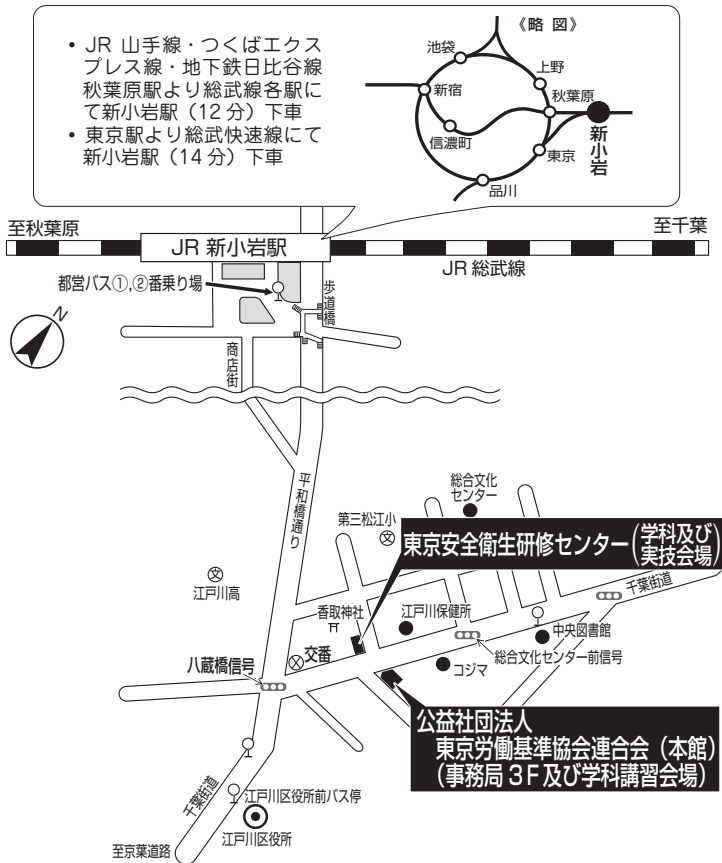 • JR 山手線・つくばエクス
プレス線・地下鉄日比谷線
秋葉原駅より総武線各駅に
て新小岩駅（12分）下車
• 東京駅より総武快速線にて
新小岩駅（14分）下車
《略 図》
池袋
上野
新宿
秋葉原
信濃町
東京
新小岩
品川
至秋葉原
至千葉
JR 新小岩駅
JR 総武線
都営バス①,②番乗り場
歩道橋
N
商店街
平和橋通り
総合文化
センター
第三松江小
文
東京安全衛生研修センター（学科及び
実技会場）
千葉街道
文
江戸川高
香取神社
江戸川保健所
中央図書館
総合文化センター前信号
交番
コジマ
八蔵橋信号
公益社団法人
東京労働基準協会連合会（本館）
（事務局３F及び学科講習会場）
千葉街道
江戸川区役所前バス停
江戸川区役所
至京葉道路